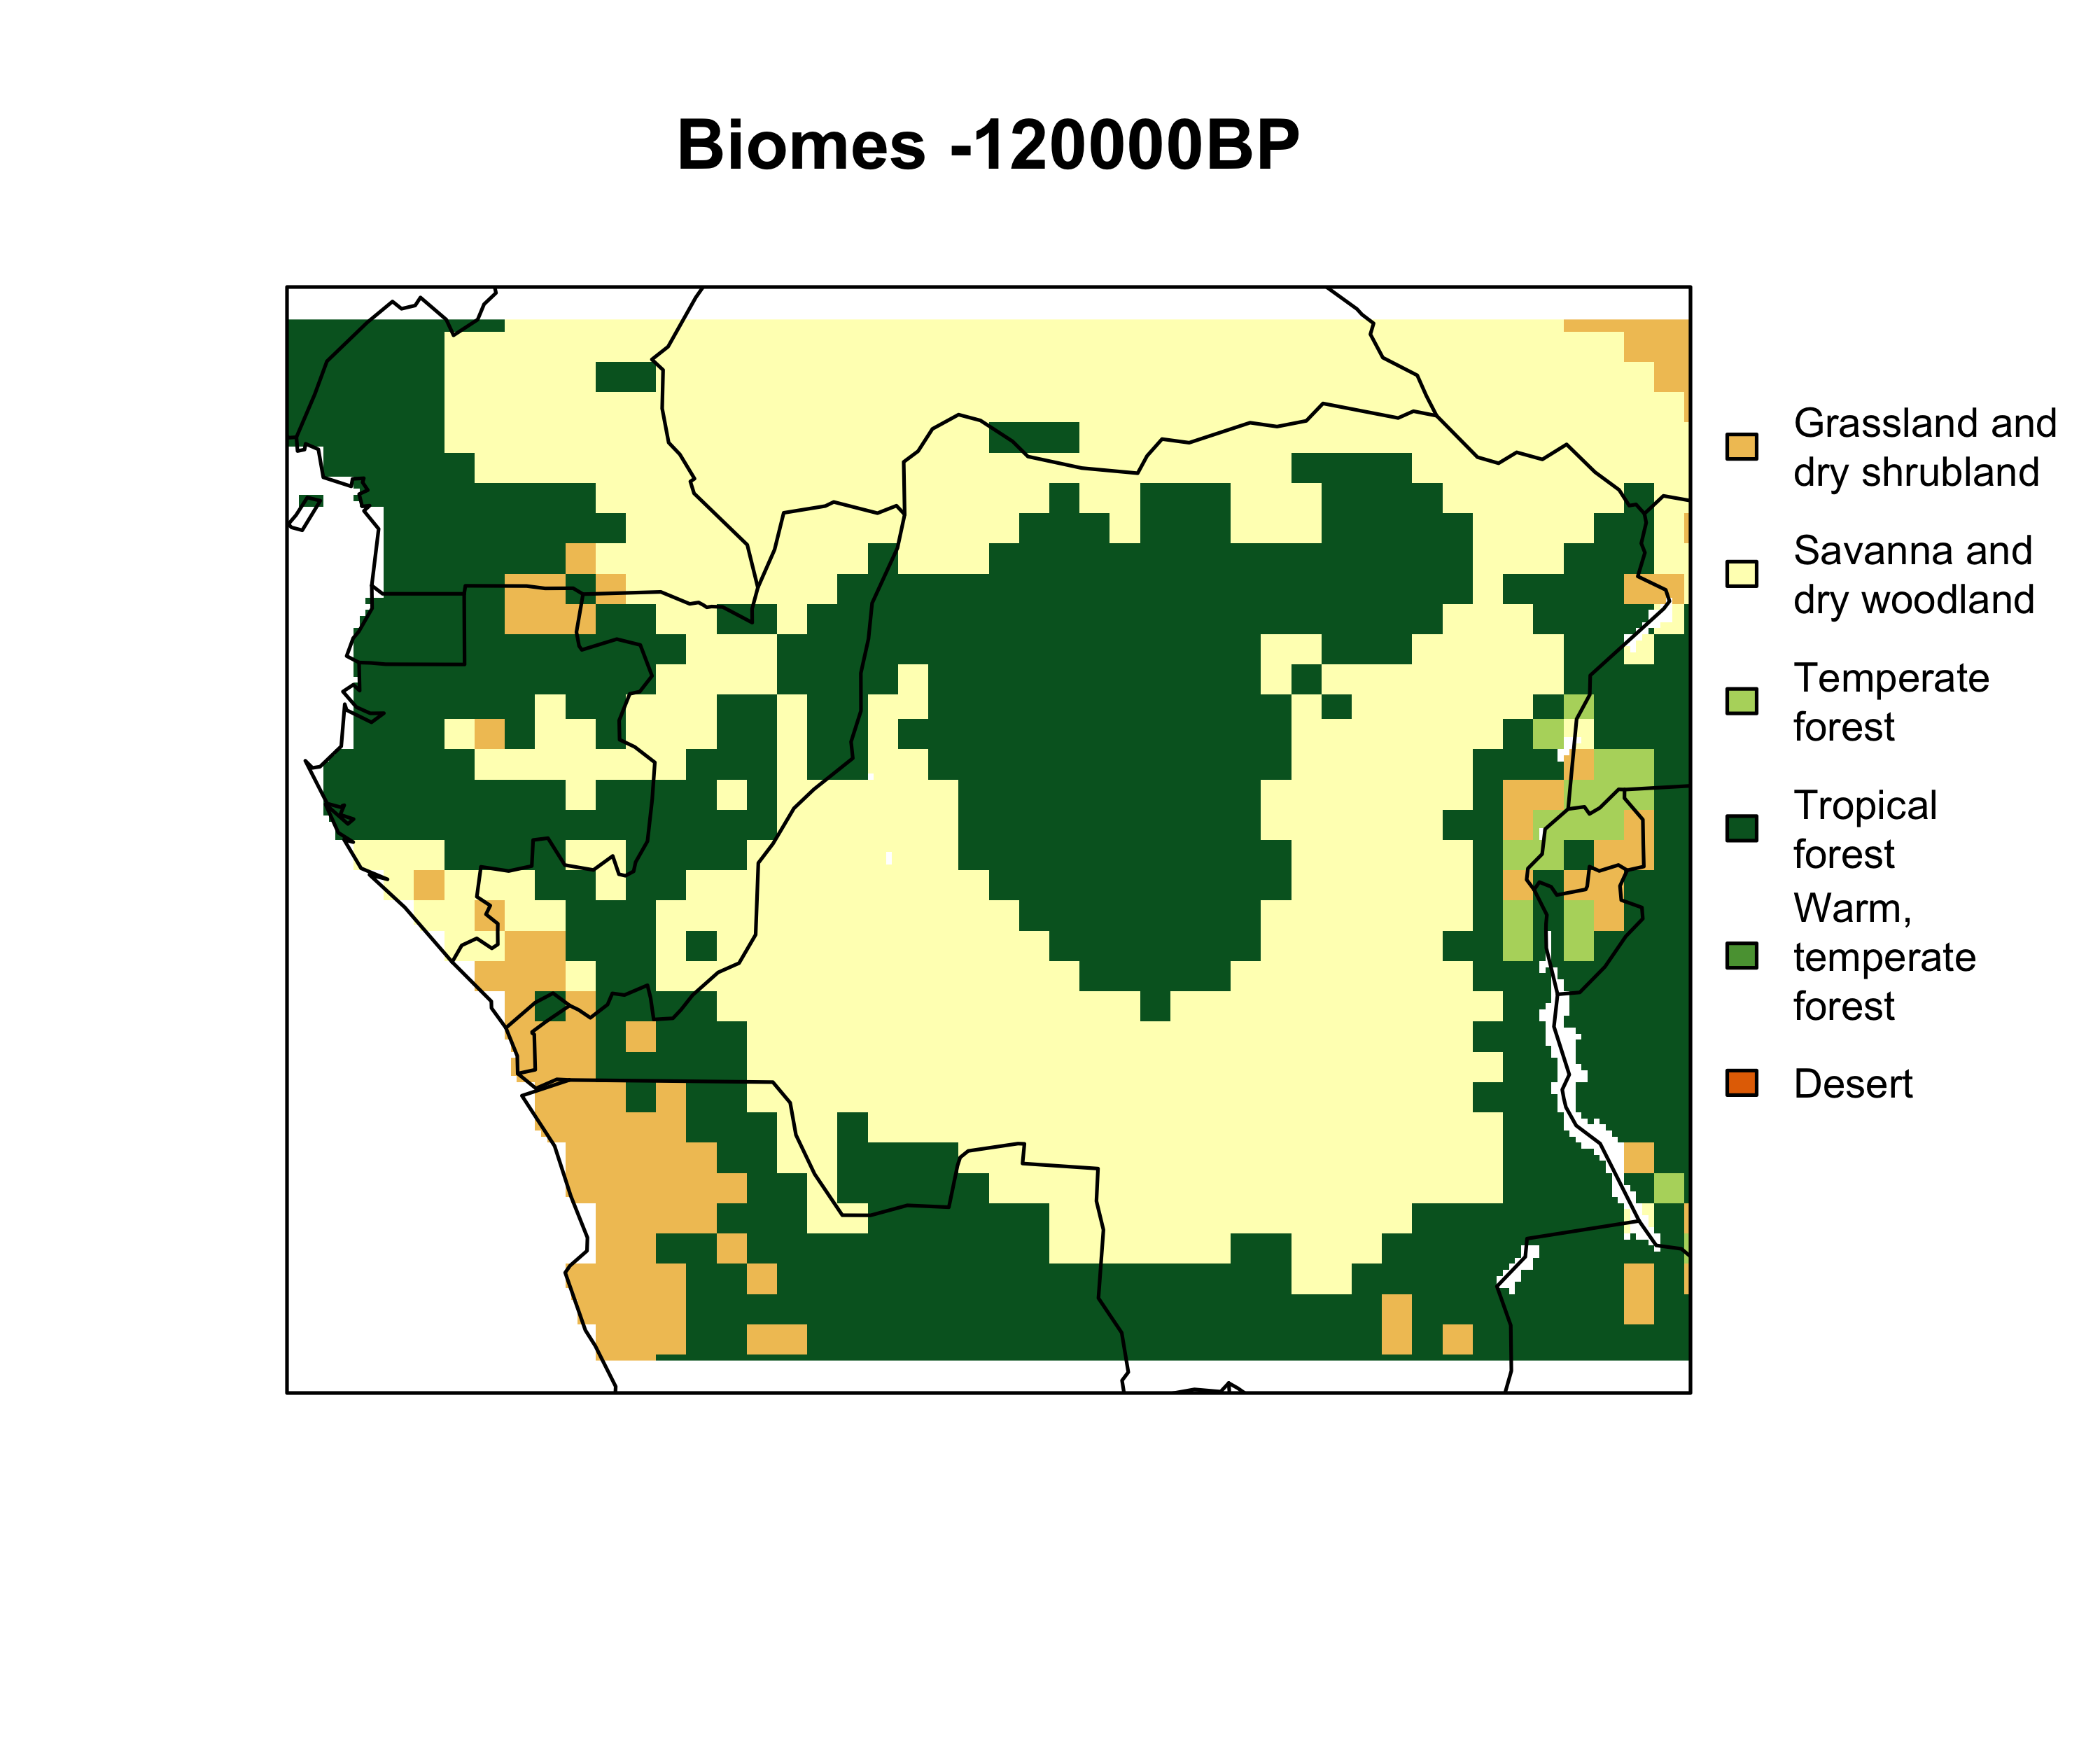 Biomes -120000BP
Grassland and
dry shrubland
Savanna and
dry woodland
Temperate
forest
Tropical
forest
Warm,
temperate
forest
Desert